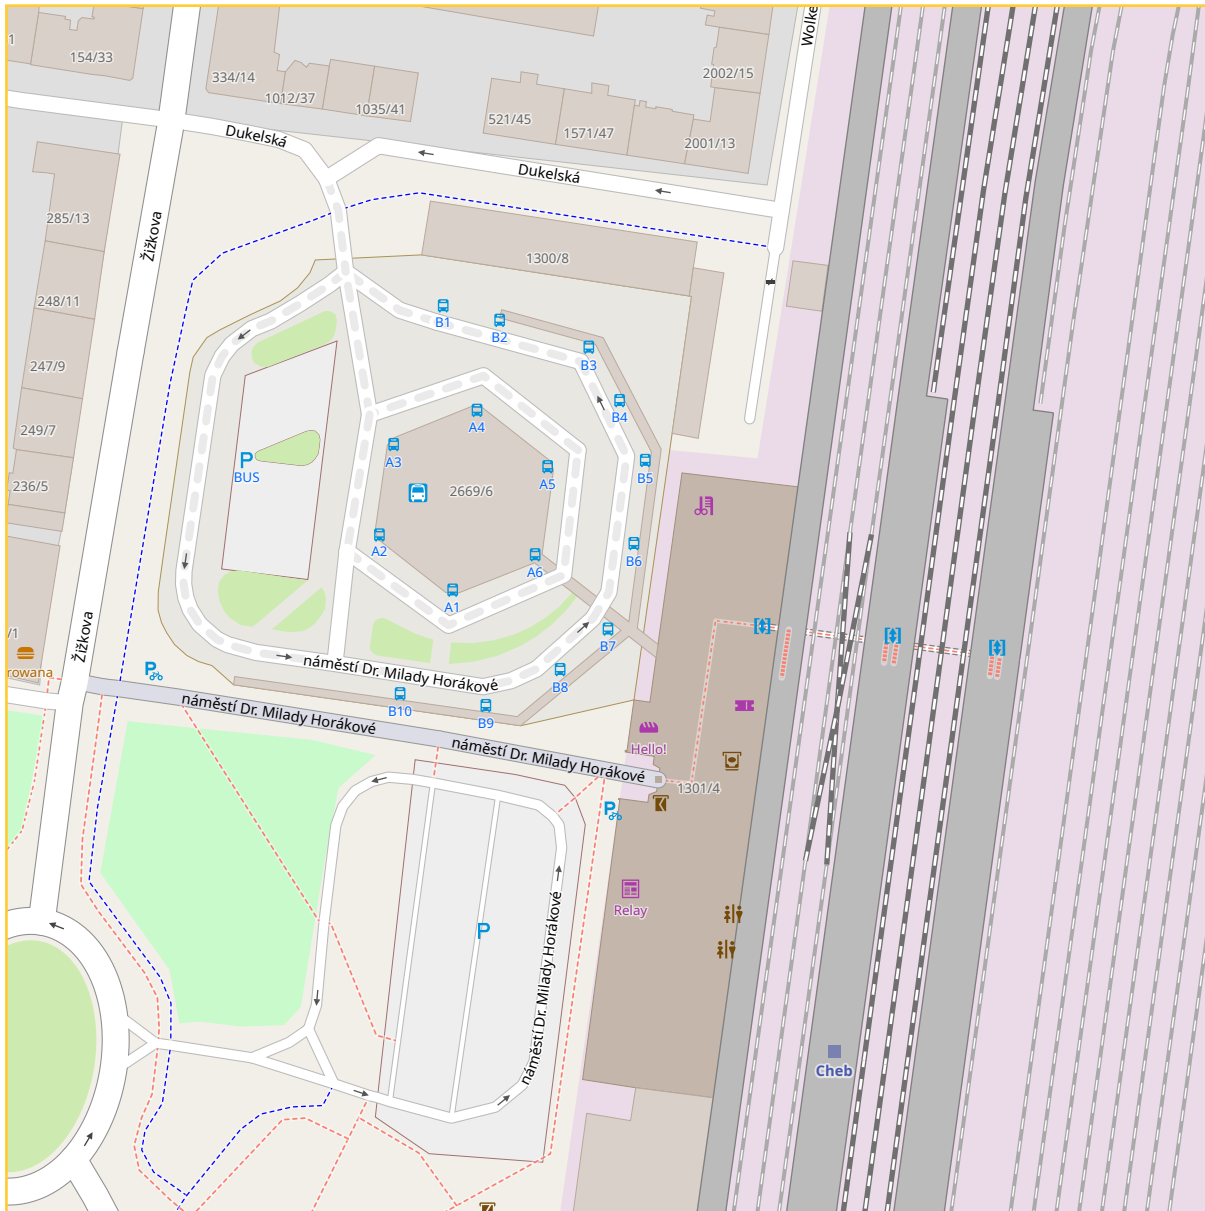 1
154/33
334/14
1012/37
1035/41
521/45
1571/47
2002/15
2001/13
Wolke
Dukelská
Dukelská
Žižkova
285/13
248/11
247/9
249/7
236/5
1300/8
B1
B2
B3
B4
B5
B6
A4
A3
A5
A2
A6
A1
2669/6
P
BUS
/1
rowana
Žižkova
náměstí Dr. Milady Horákové
B7
B8
B9
B10
náměstí Dr. Milady Horákové
náměstí Dr. Milady Horákové
P
Hello!
1301/4
P
Relay
P
náměstí Dr. Milady Horákové
Cheb